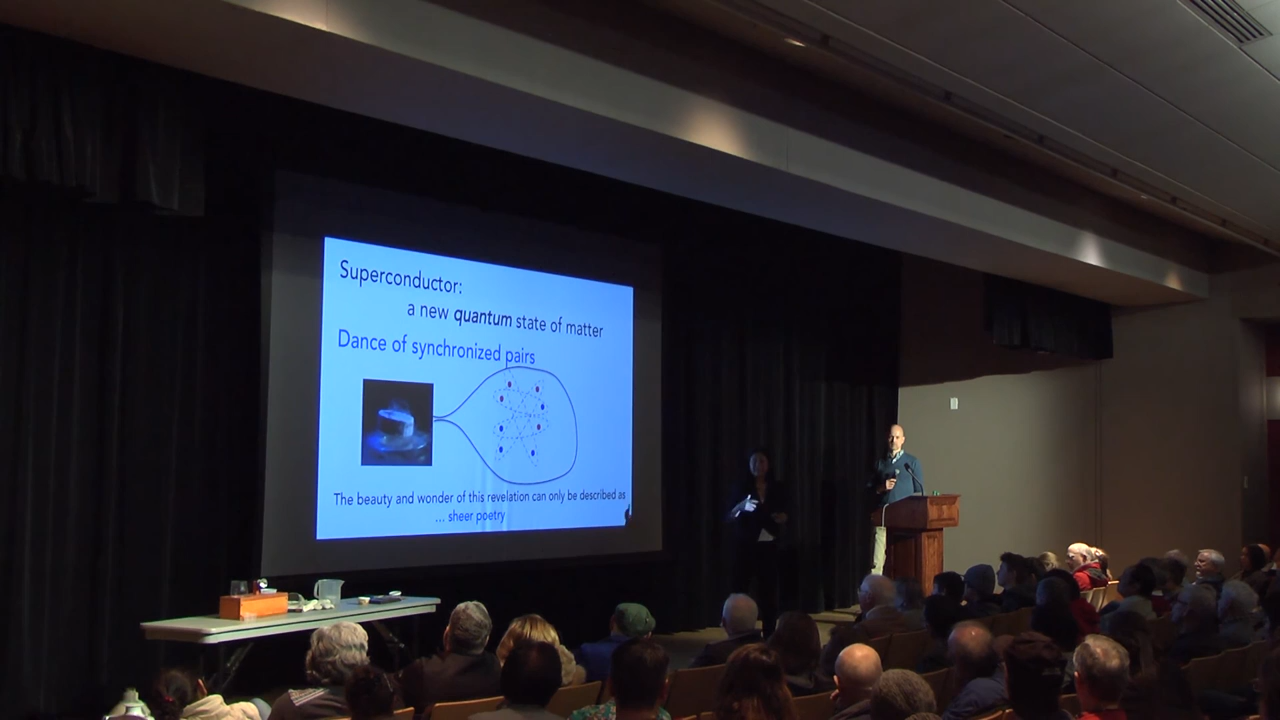 Superconductor:
a new quantum state of matter
Dance of synchronized pairs
The beauty and wonder of this revelation can only be described as
... sheer poetry